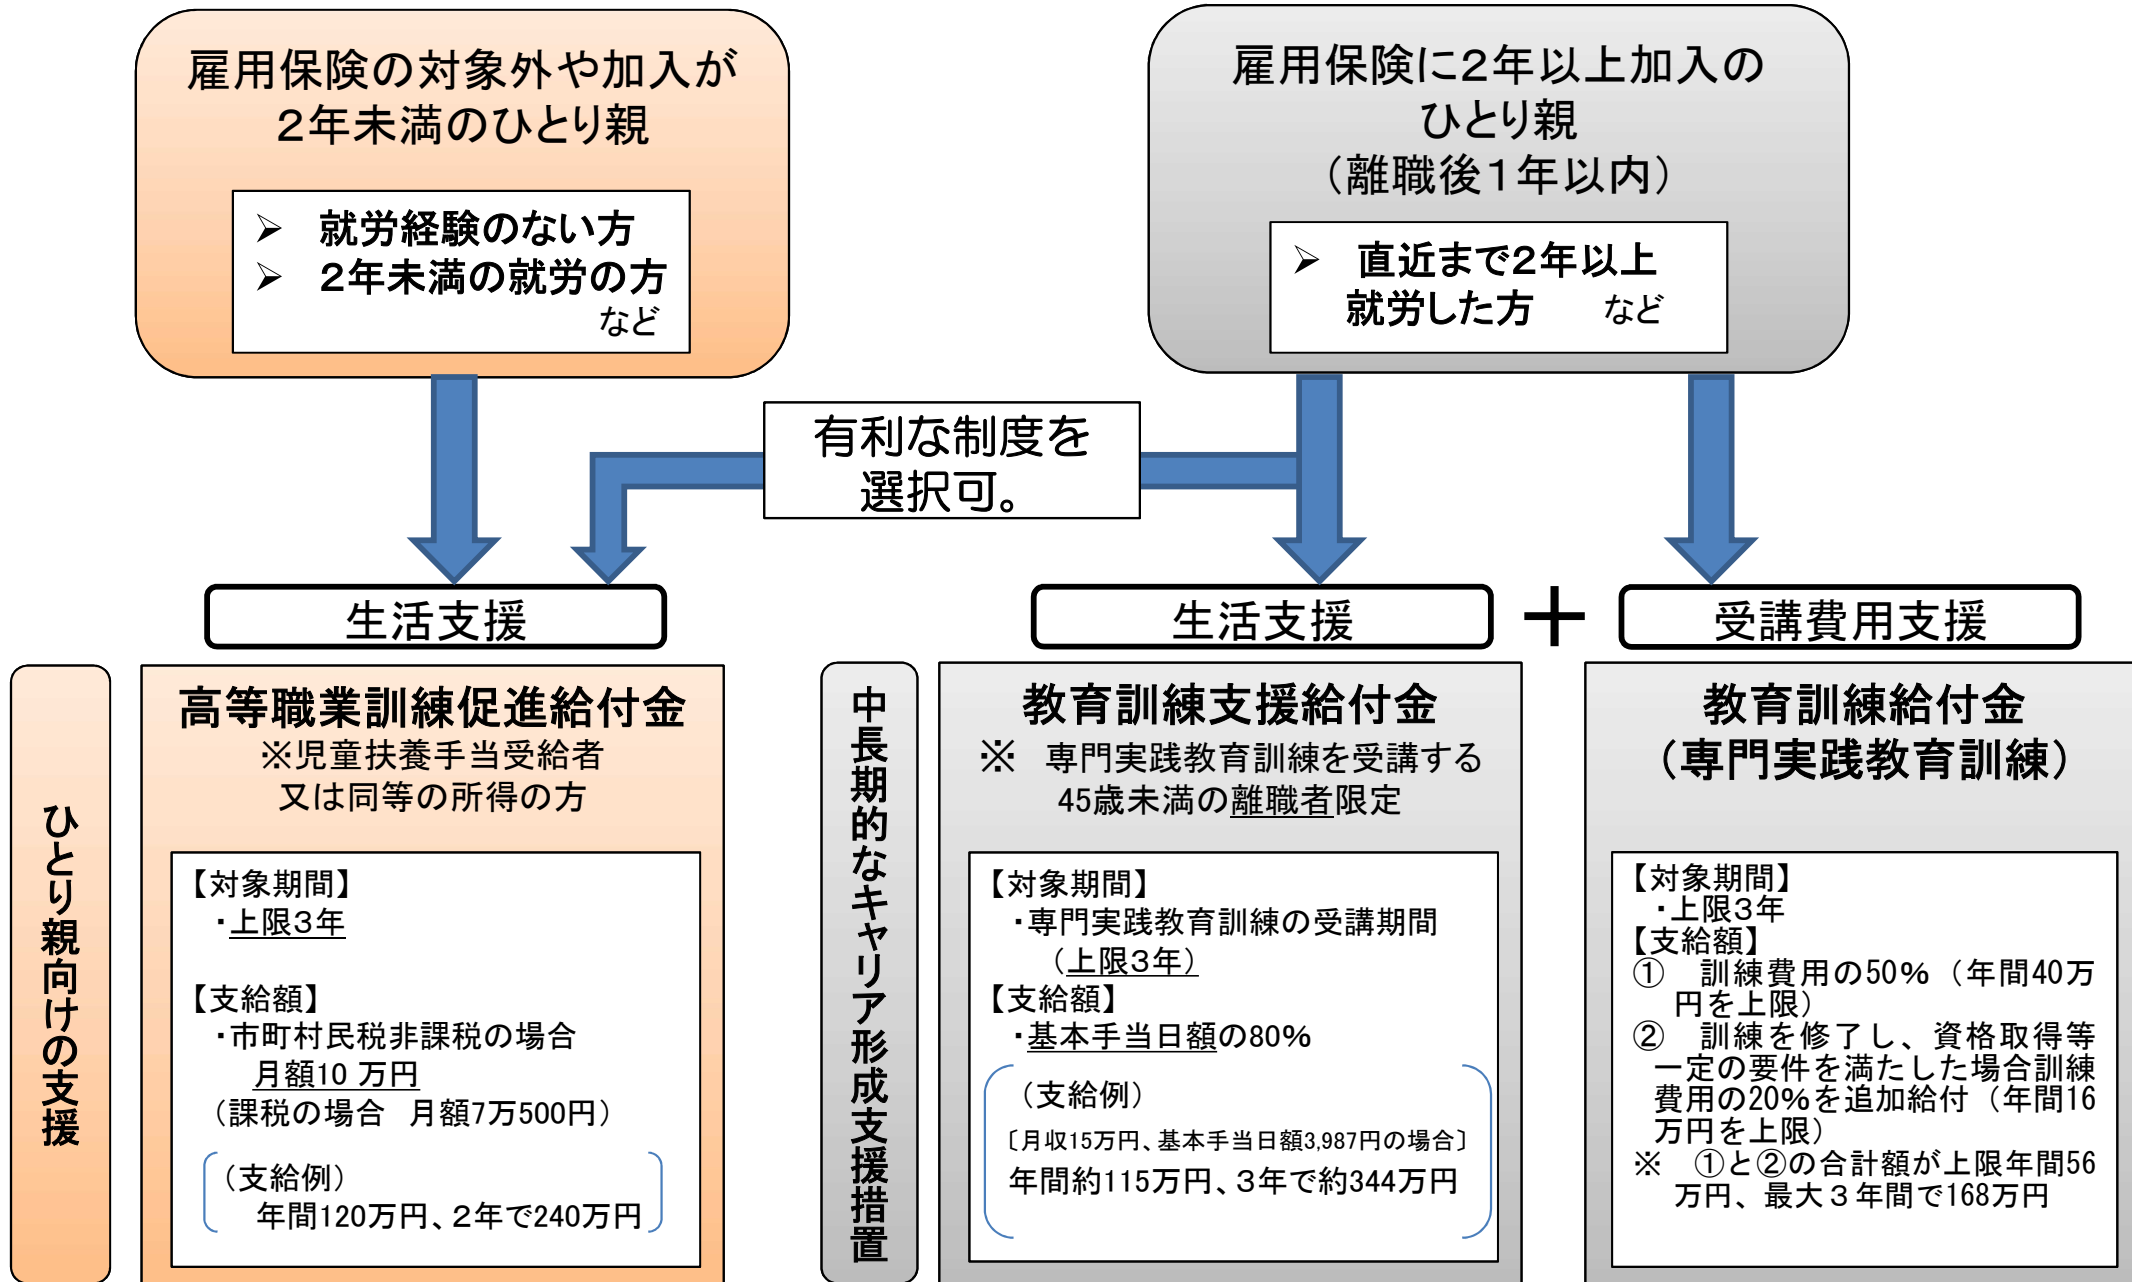 雇用保険の対象外や加入が
２年未満のひとり親
➢ 就労経験のない方
➢ ２年未満の就労の方
など
雇用保険に２年以上加入の
ひとり親
（離職後１年以内）
➢ 直近まで２年以上
就労した方 など
有利な制度を
選択可。
生活支援
生活支援
＋
受講費用支援
ひとり親向けの支援
高等職業訓練促進給付金
※児童扶養手当受給者
又は同等の所得の方
【対象期間】
・上限３年
【支給額】
・市町村民税非課税の場合
月額10 万円
（課税の場合　月額7万500円）
（支給例）
年間120万円、２年で240万円
中長期的なキャリア形成支援措置
教育訓練支援給付金
※　専門実践教育訓練を受講する
45歳未満の離職者限定
【対象期間】
・専門実践教育訓練の受講期間
（上限３年）
【支給額】
・基本手当日額の80％
（支給例）
〔月収15万円、基本手当日額3,987円の場合〕
年間約115万円、３年で約344万円
教育訓練給付金
（専門実践教育訓練）
【対象期間】
・上限３年
【支給額】
①　訓練費用の50％（年間40万
円を上限）
②　訓練を修了し、資格取得等
一定の要件を満たした場合訓練
費用の20％を追加給付（年間16
万円を上限）
※　①と②の合計額が上限年間56
万円、最大３年間で168万円